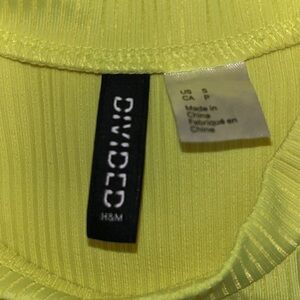 DIVIDED
H&M
US S
CA P
Made in
China
Fabriqué en
Chine